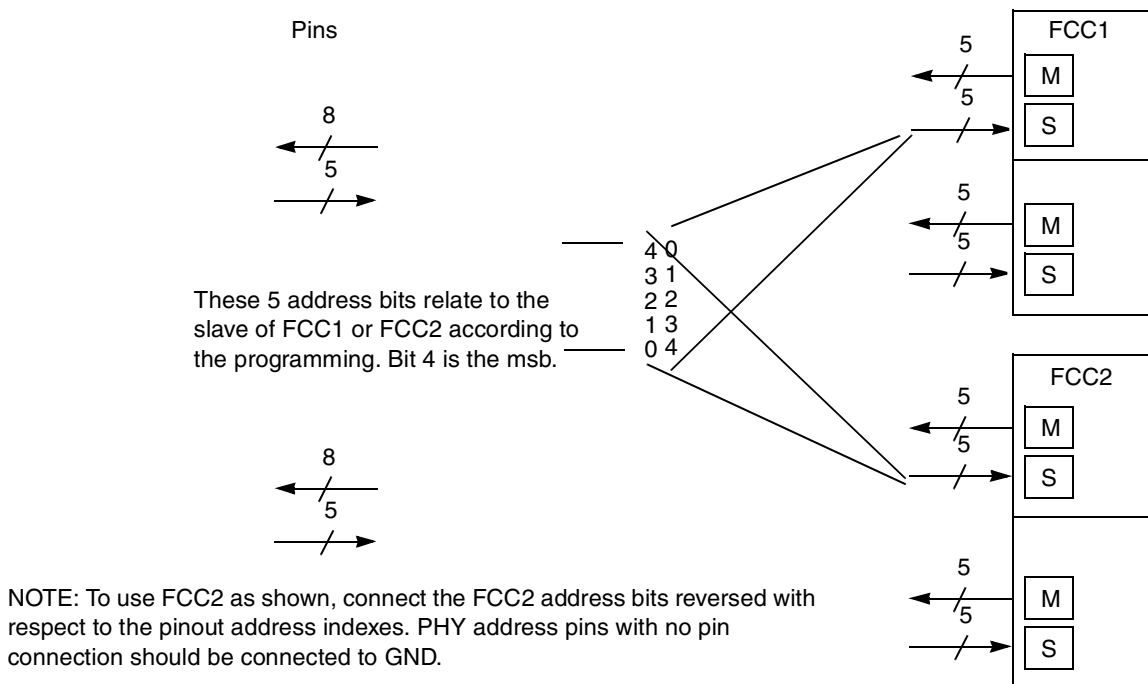 Pins
FCC1
5
M
5
S
8
5
5
M
5
S
4 0
3 1
2 2
1 3
0 4
These 5 address bits relate to the
slave of FCC1 or FCC2 according to
the programming. Bit 4 is the msb.
FCC2
5
M
5
S
8
5
5
M
5
S
NOTE: To use FCC2 as shown, connect the FCC2 address bits reversed with
respect to the pinout address indexes. PHY address pins with no pin
connection should be connected to GND.